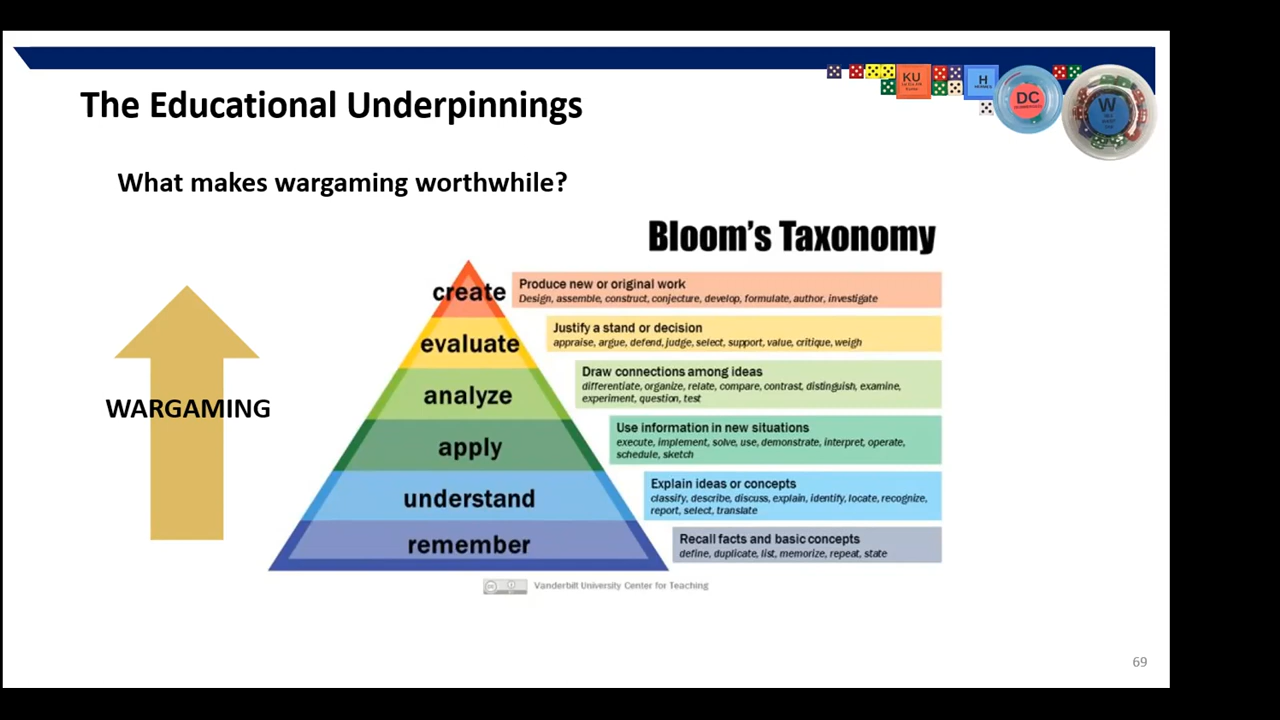 The Educational Underpinnings
KU
H
HERMES
DC
W
What makes wargaming worthwhile?
Bloom's Taxonomy
WARGAMING
create
Produce new or original work
Design, assemble, construct, conjecture, develop, formulate, author, investigate
evaluate
Justify a stand or decision
appraise, argue, defend, judge, select, support, value, critique, weigh
analyze
Draw connections among ideas
differentiate, organize, relate, compare, contrast, distinguish, examine,
experiment, question, test
apply
Use information in new situations
execute, implement, solve, use, demonstrate, interpret, operate,
schedule, sketch
understand
Explain ideas or concepts
classify, describe, discuss, explain, identify, locate, recognize,
report, select, translate
remember
Recall facts and basic concepts
define, duplicate, list, memorize, repeat, state
Vanderbilt University Center for Teaching
69